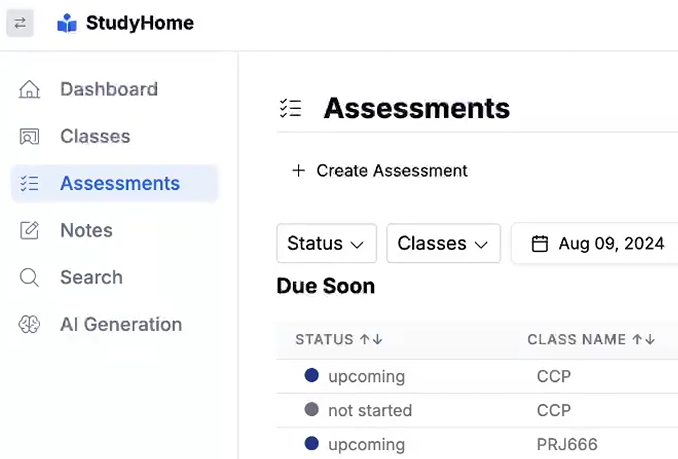 StudyHome
Dashboard
Classes
Assessments
Notes
Search
AI Generation
Assessments
+ Create Assessment
Status
Classes
Aug 09, 2024
Due Soon
STATUS ↑↓ CLASS NAME ↑↓
upcoming CCP
not started CCP
upcoming PRJ666